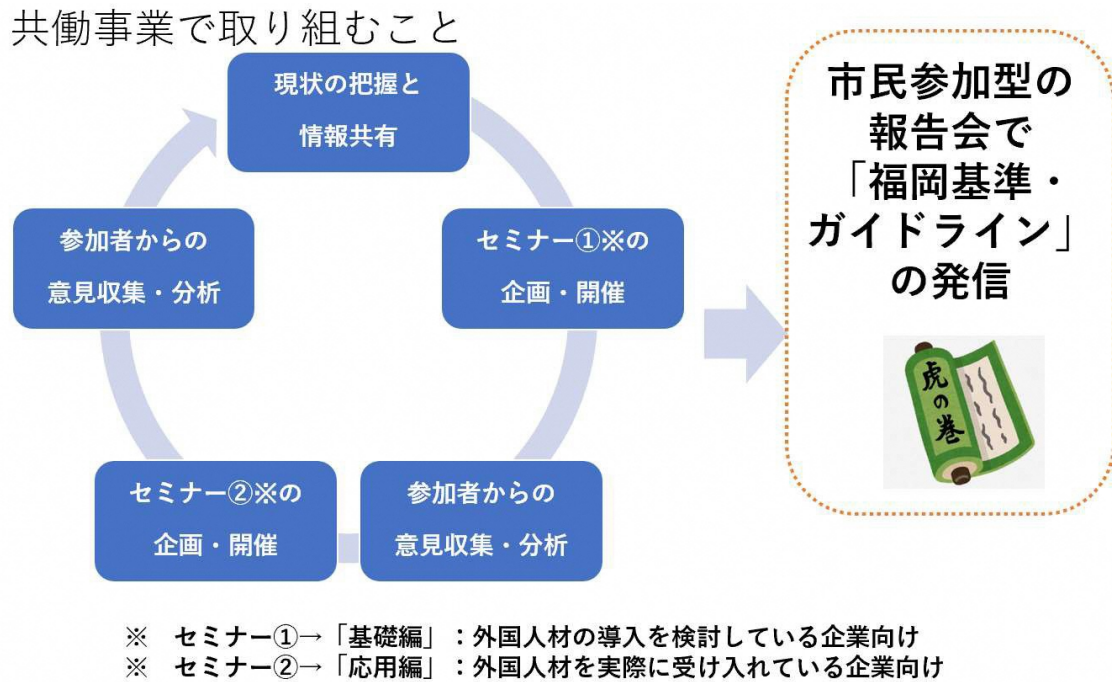 共働事業で取り組むこと
現状の把握と
情報共有
セミナー①※の
企画・開催
参加者からの
意見収集・分析
セミナー②※の
企画・開催
参加者からの
意見収集・分析
市民参加型の
報告会で
「福岡基準・
ガイドライン」
の発信
虎の巻
※　セミナー①→「基礎編」：外国人材の導入を検討している企業向け
※　セミナー②→「応用編」：外国人材を実際に受け入れている企業向け